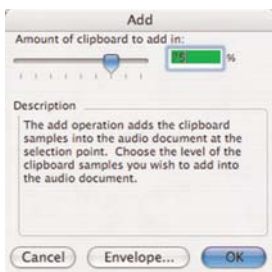 Add
Amount of clipboard to add in:
75 %
Description
The add operation adds the clipboard
samples into the audio document at the
selection point. Choose the level of the
clipboard samples you wish to add into
the audio document.
Cancel Envelope... OK